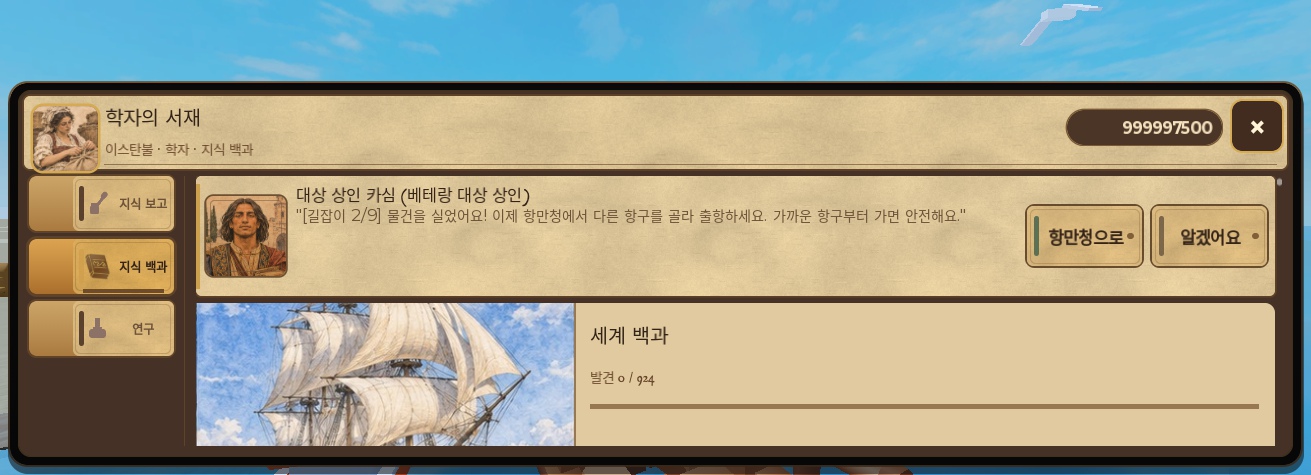 학자의 서재
이스탄불 · 학자 · 지식 백과
999997500
×
지식 보고
지식 백과
연구
대상 상인 카심 (베테랑 대상 상인)
"[길잡이 2/9] 물건을 실었어요! 이제 항만청에서 다른 항구를 골라 출항하세요. 가까운 항구부터 가면 안전해요."
항만청으로
알겠어요
세계 백과
발견 0 / 924